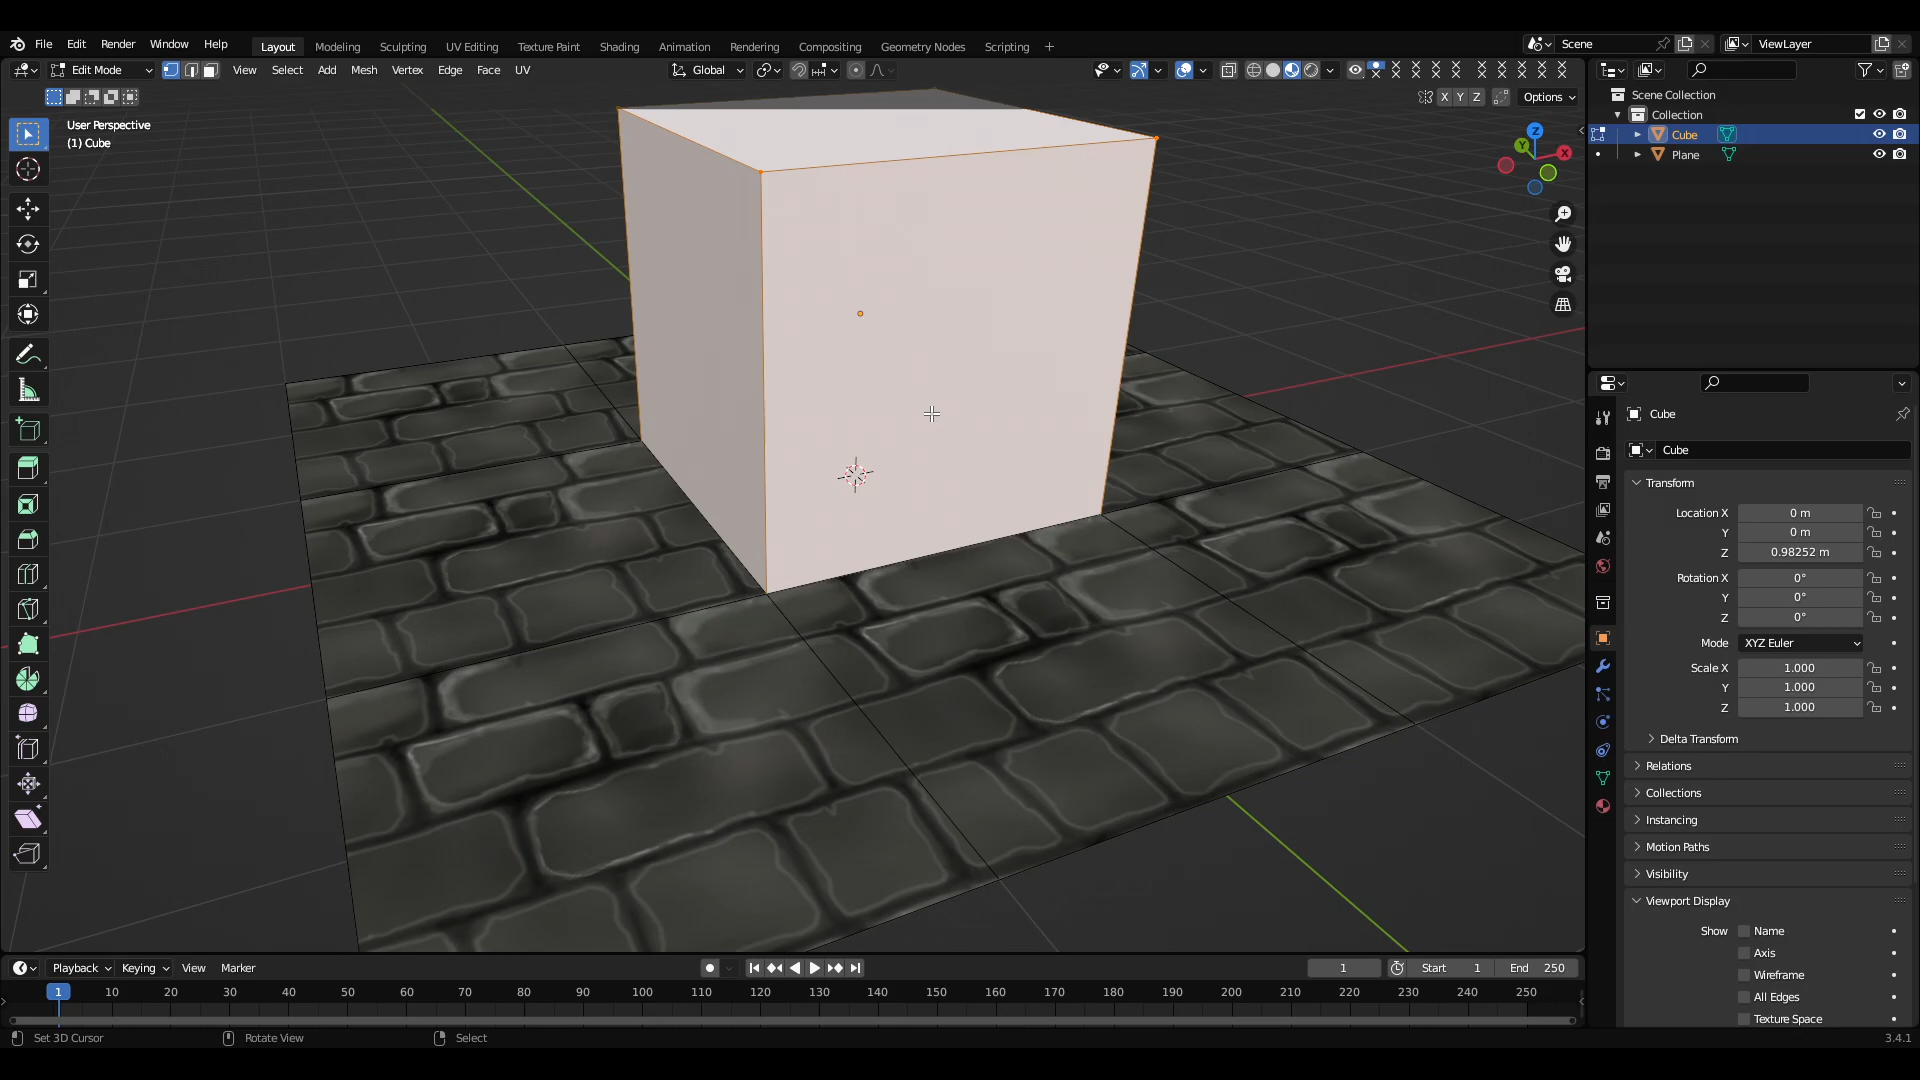 File Edit Render Window Help Layout Modeling Sculpting UV Editing Texture Paint Shading Animation Rendering Compositing Geometry Nodes Scripting + Scene ViewLayer
Edit Mode View Select Add Mesh Vertex Edge Face UV Global
X Y Z Options
User Perspective
(1) Cube
Z
Y
X
Scene Collection
Collection
Cube
Plane
Cube
Cube
Transform
Location X 0 m
Y 0 m
Z 0.98252 m
Rotation X 0°
Y 0°
Z 0°
Mode XYZ Euler
Scale X 1.000
Y 1.000
Z 1.000
Delta Transform
Relations
Collections
Instancing
Motion Paths
Visibility
Viewport Display
Show Name
Axis
Wireframe
All Edges
Texture Space
Playback Keying View Marker 1 Start 1 End 250
1 10 20 30 40 50 60 70 80 90 100 110 120 130 140 150 160 170 180 190 200 210 220 230 240 250
Set 3D Cursor Rotate View Select 3.4.1